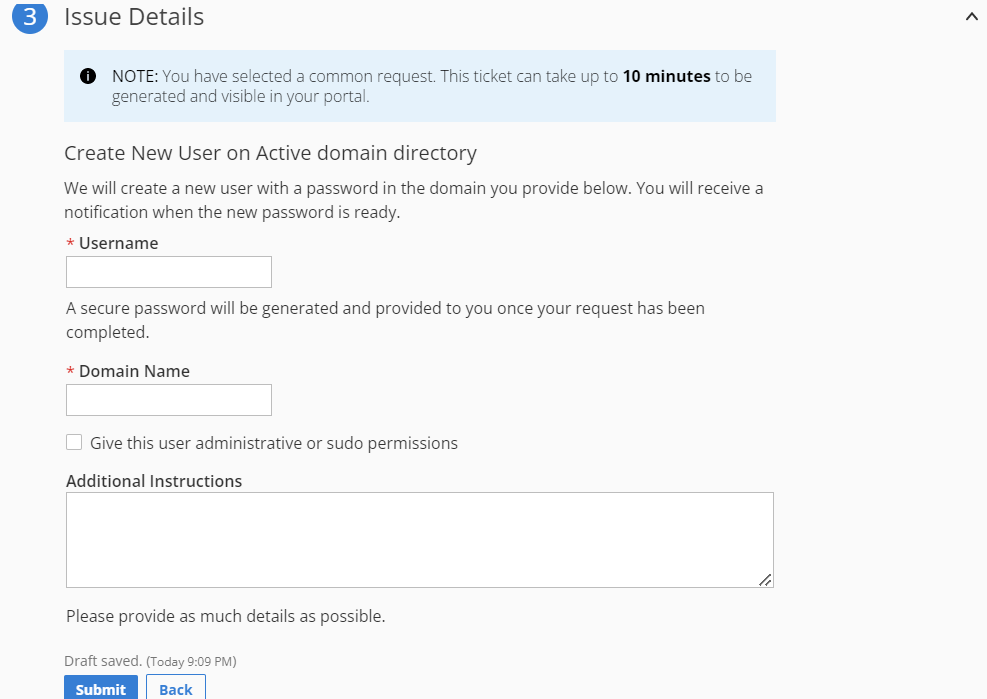 3 Issue Details
NOTE: You have selected a common request. This ticket can take up to 10 minutes to be
generated and visible in your portal.
Create New User on Active domain directory
We will create a new user with a password in the domain you provide below. You will receive a
notification when the new password is ready.
* Username
A secure password will be generated and provided to you once your request has been
completed.
* Domain Name
Give this user administrative or sudo permissions
Additional Instructions
Please provide as much details as possible.
Draft saved. (Today 9:09 PM)
Submit Back